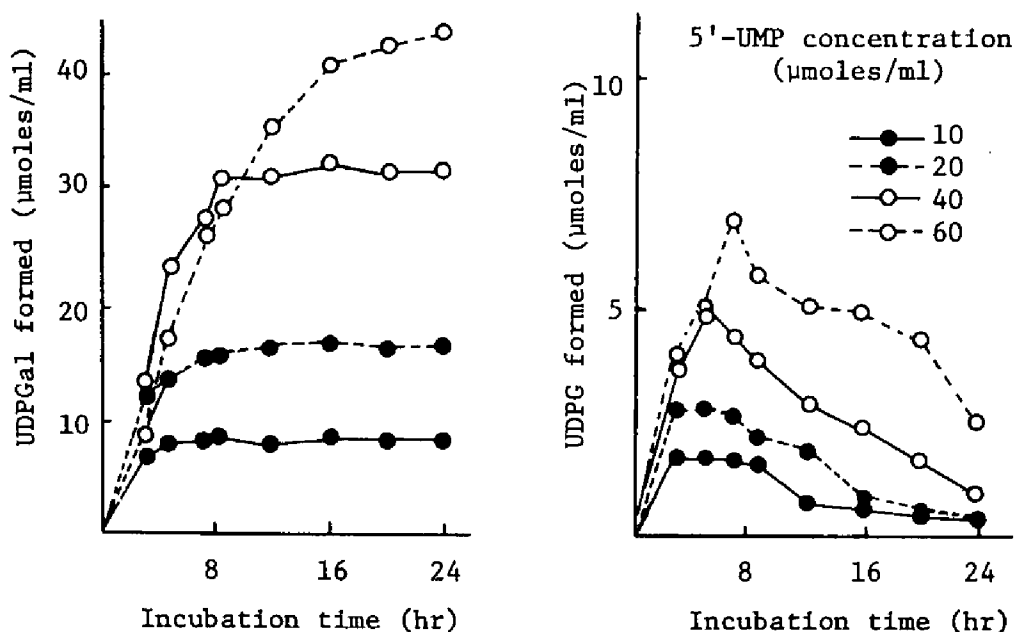 UDPGal formed (μmoles/ml)
40
30
20
10
8
16
24
Incubation time (hr)
UDPG formed (μmoles/ml)
10
5
8
16
24
Incubation time (hr)
5'-UMP concentration
(μmoles/ml)
10
20
40
60